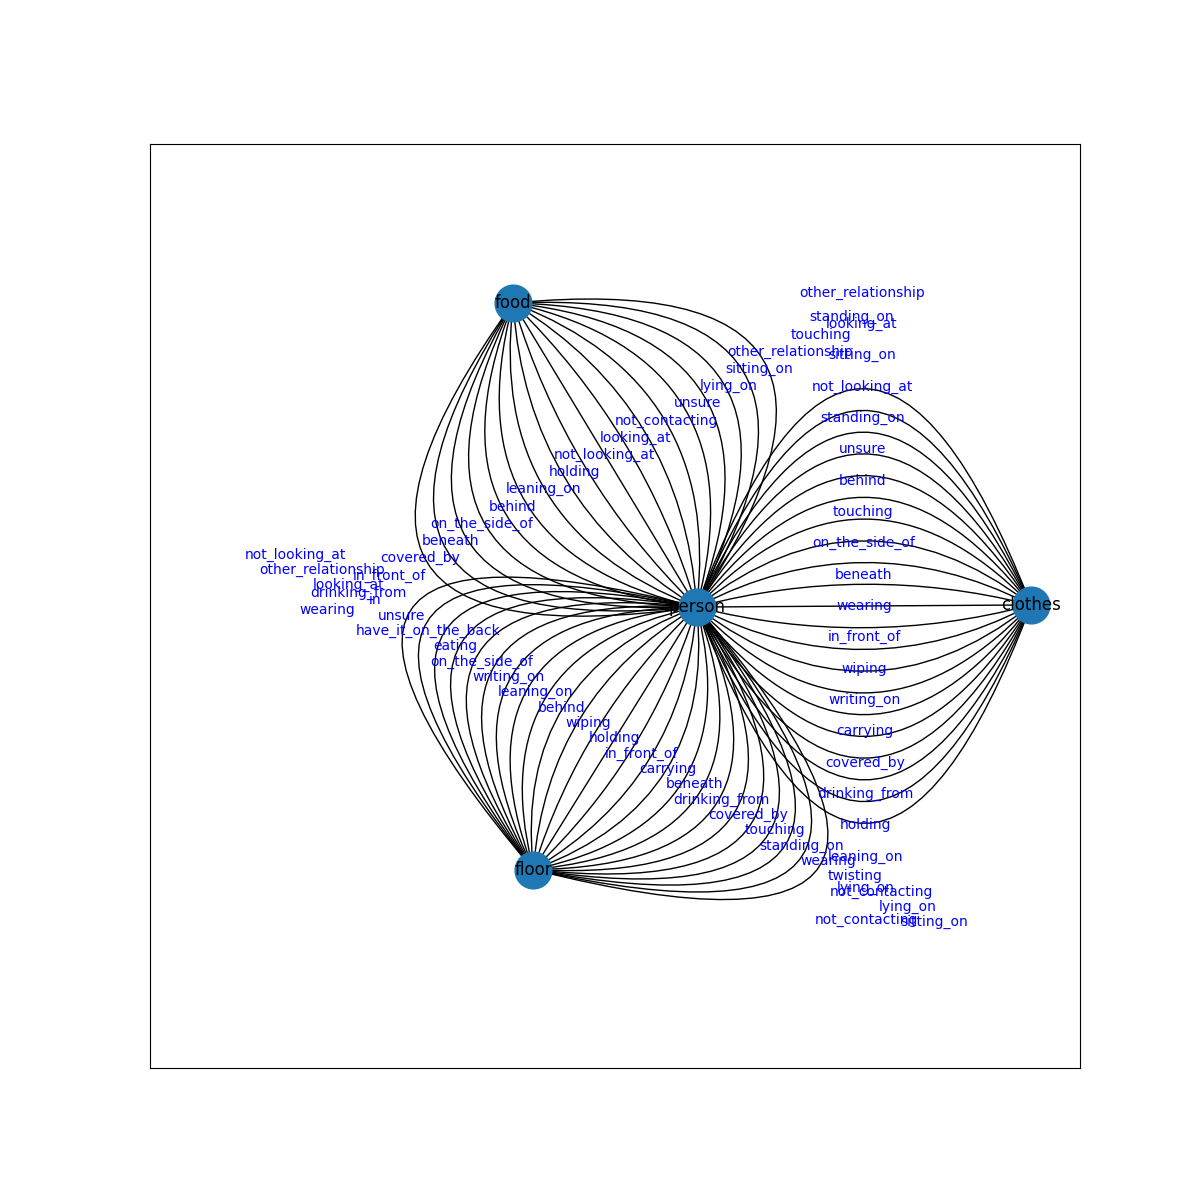 other_relationship
food
standing_on
looking_at
touching
other_relationship
sitting_on
sitting_on
lying_on
not_looking_at
unsure
standing_on
not_contacting
looking_at
unsure
not_looking_at
holding
behind
leaning_on
behind
touching
on_the_side_of
beneath
on_the_side_of
not_looking_at
covered_by
other_relationship
in_front_of
beneath
looking_at
drinking_from
in
wearing
person
wearing
clothes
unsure
have_it_on_the_back
in_front_of
eating
on_the_side_of
wiping
writing_on
leaning_on
writing_on
behind
wiping
carrying
holding
in_front_of
covered_by
carrying
beneath
drinking_from
drinking_from
covered_by
holding
touching
standing_on
leaning_on
wearing
floor
twisting
lying_on
not_contacting
lying_on
not_contacting
sitting_on